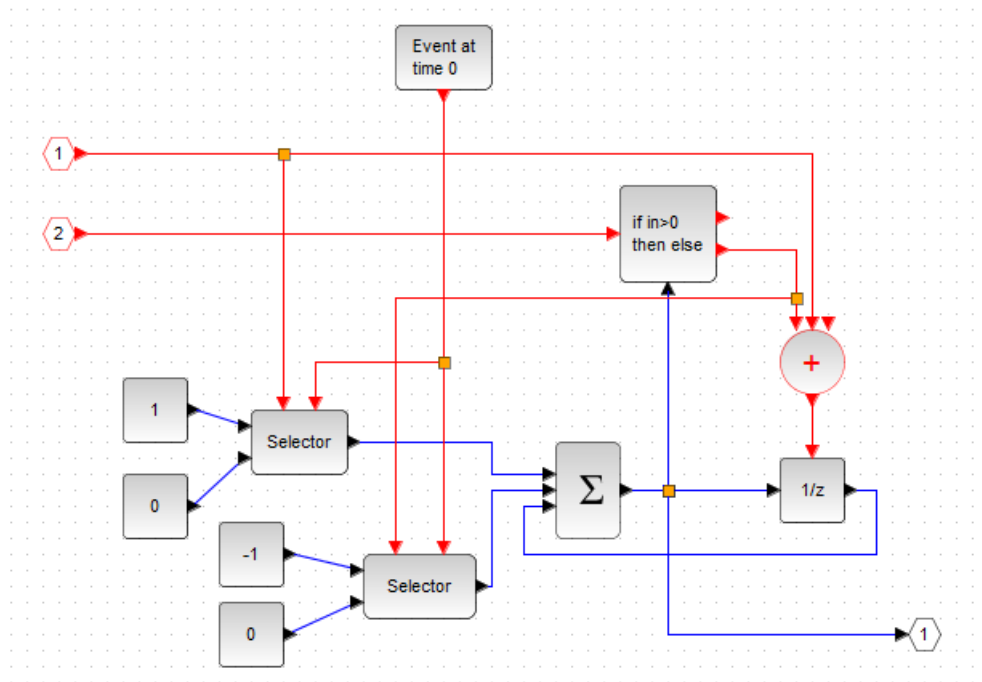 Event at
time 0
1
2
if in>0
then else
+
1
Selector
0
Σ
1/z
-1
Selector
0
1